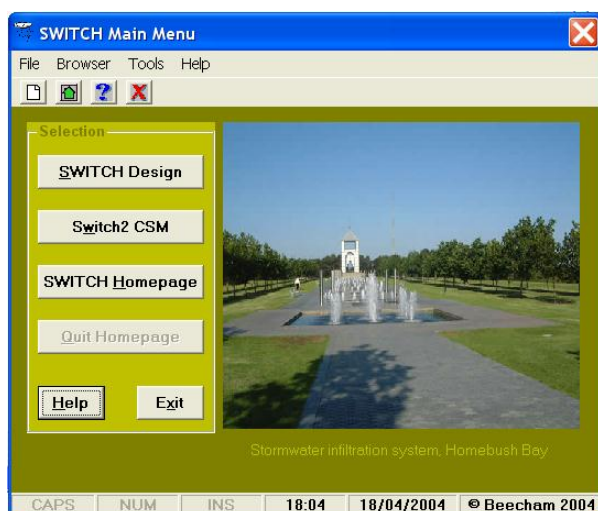 SWITCH Main Menu
File Browser Tools Help
Selection
SWITCH Design
Switch2 CSM
SWITCH Homepage
Quit Homepage
Help Exit
Stormwater infiltration system, Homebush Bay
CAPS NUM INS 18:04 18/04/2004 © Beecham 2004